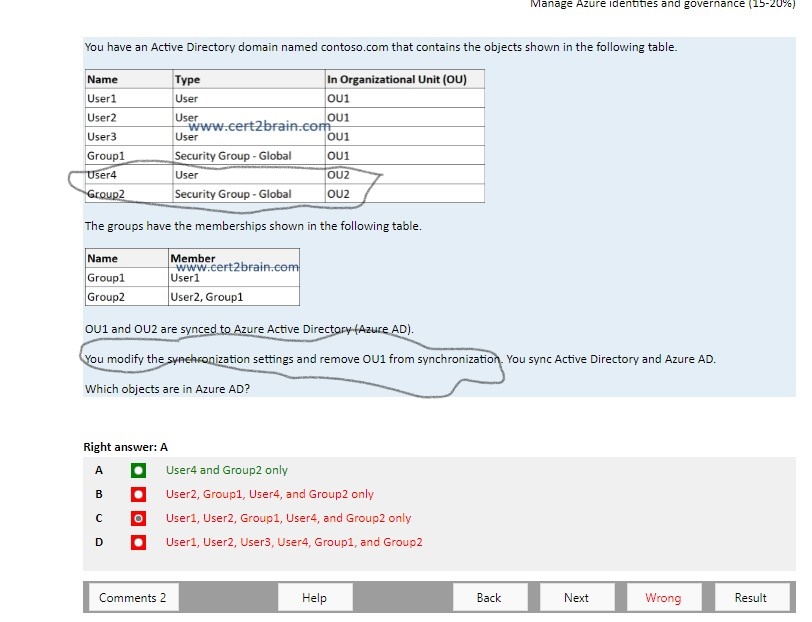 Manage Azure identities and governance (15-20%)
You have an Active Directory domain named contoso.com that contains the objects shown in the following table.
Name Type In Organizational Unit (OU)
User1 User OU1
User2 User OU1
www.cert2brain.com
User3 User OU1
Group1 Security Group - Global OU1
User4 User OU2
Group2 Security Group - Global OU2
The groups have the memberships shown in the following table.
Name Member
www.cert2brain.com
Group1 User1
Group2 User2, Group1
OU1 and OU2 are synced to Azure Active Directory (Azure AD).
You modify the synchronization settings and remove OU1 from synchronization. You sync Active Directory and Azure AD.
Which objects are in Azure AD?
Right answer: A
A User4 and Group2 only
B User2, Group1, User4, and Group2 only
C User1, User2, Group1, User4, and Group2 only
D User1, User2, User3, User4, Group1, and Group2
Comments 2 Help Back Next Wrong Result